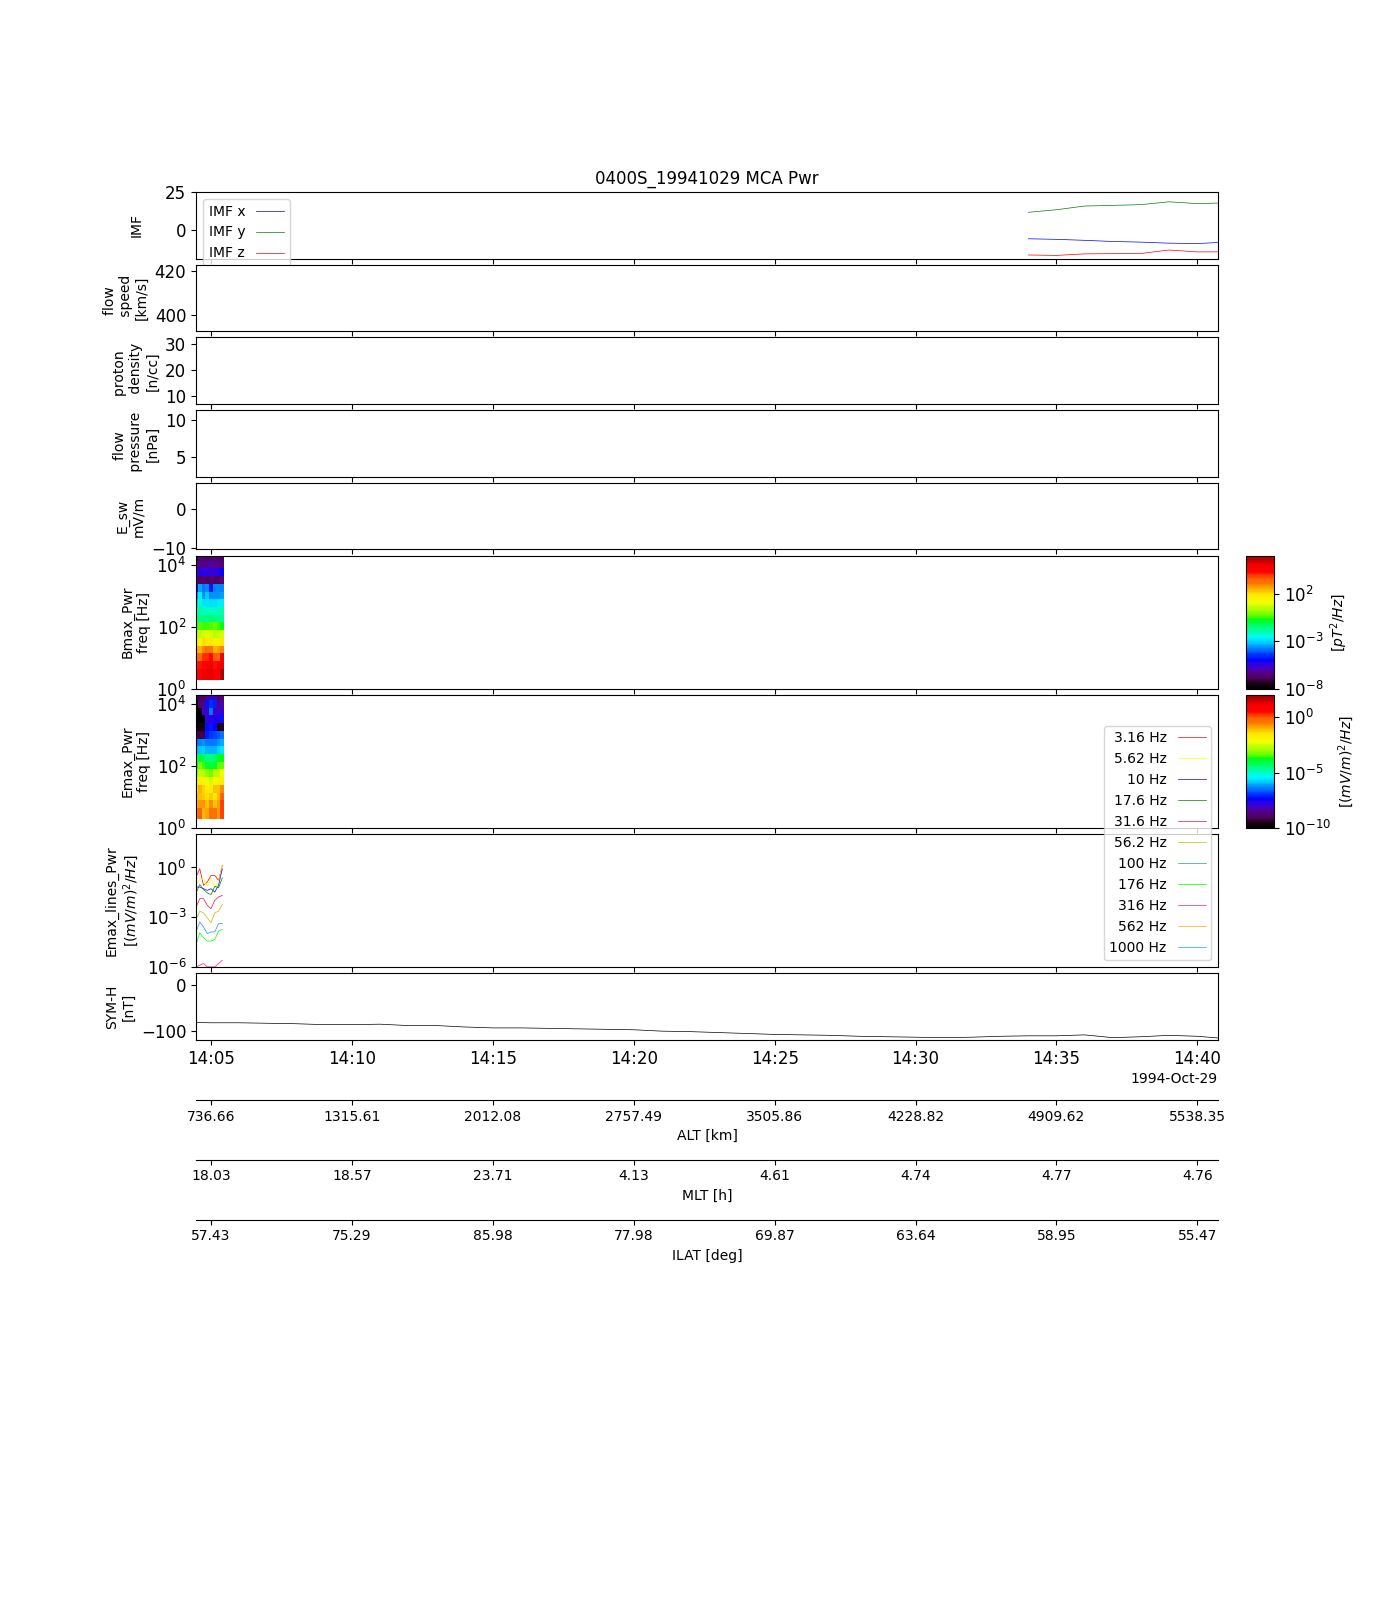 0400S_19941029 MCA Pwr
25
0
IMF
IMF x
IMF y
IMF z
420
400
flow
speed
[km/s]
30
20
10
proton
density
[n/cc]
10
5
flow
pressure
[nPa]
0
−10
E_sw
mV/m
10^4
10^2
10^0
Bmax_Pwr
freq [Hz]
10^2
10^−3
10^−8
[pT^2/Hz]
10^4
10^2
10^0
Emax_Pwr
freq [Hz]
10^0
10^−5
10^−10
[(mV/m)^2/Hz]
3.16 Hz
5.62 Hz
10 Hz
17.6 Hz
31.6 Hz
56.2 Hz
100 Hz
176 Hz
316 Hz
562 Hz
1000 Hz
10^0
10^−3
10^−6
Emax_lines_Pwr
[(mV/m)^2/Hz]
0
−100
SYM-H
[nT]
14:05 14:10 14:15 14:20 14:25 14:30 14:35 14:40
1994-Oct-29
736.66 1315.61 2012.08 2757.49 3505.86 4228.82 4909.62 5538.35
ALT [km]
18.03 18.57 23.71 4.13 4.61 4.74 4.77 4.76
MLT [h]
57.43 75.29 85.98 77.98 69.87 63.64 58.95 55.47
ILAT [deg]